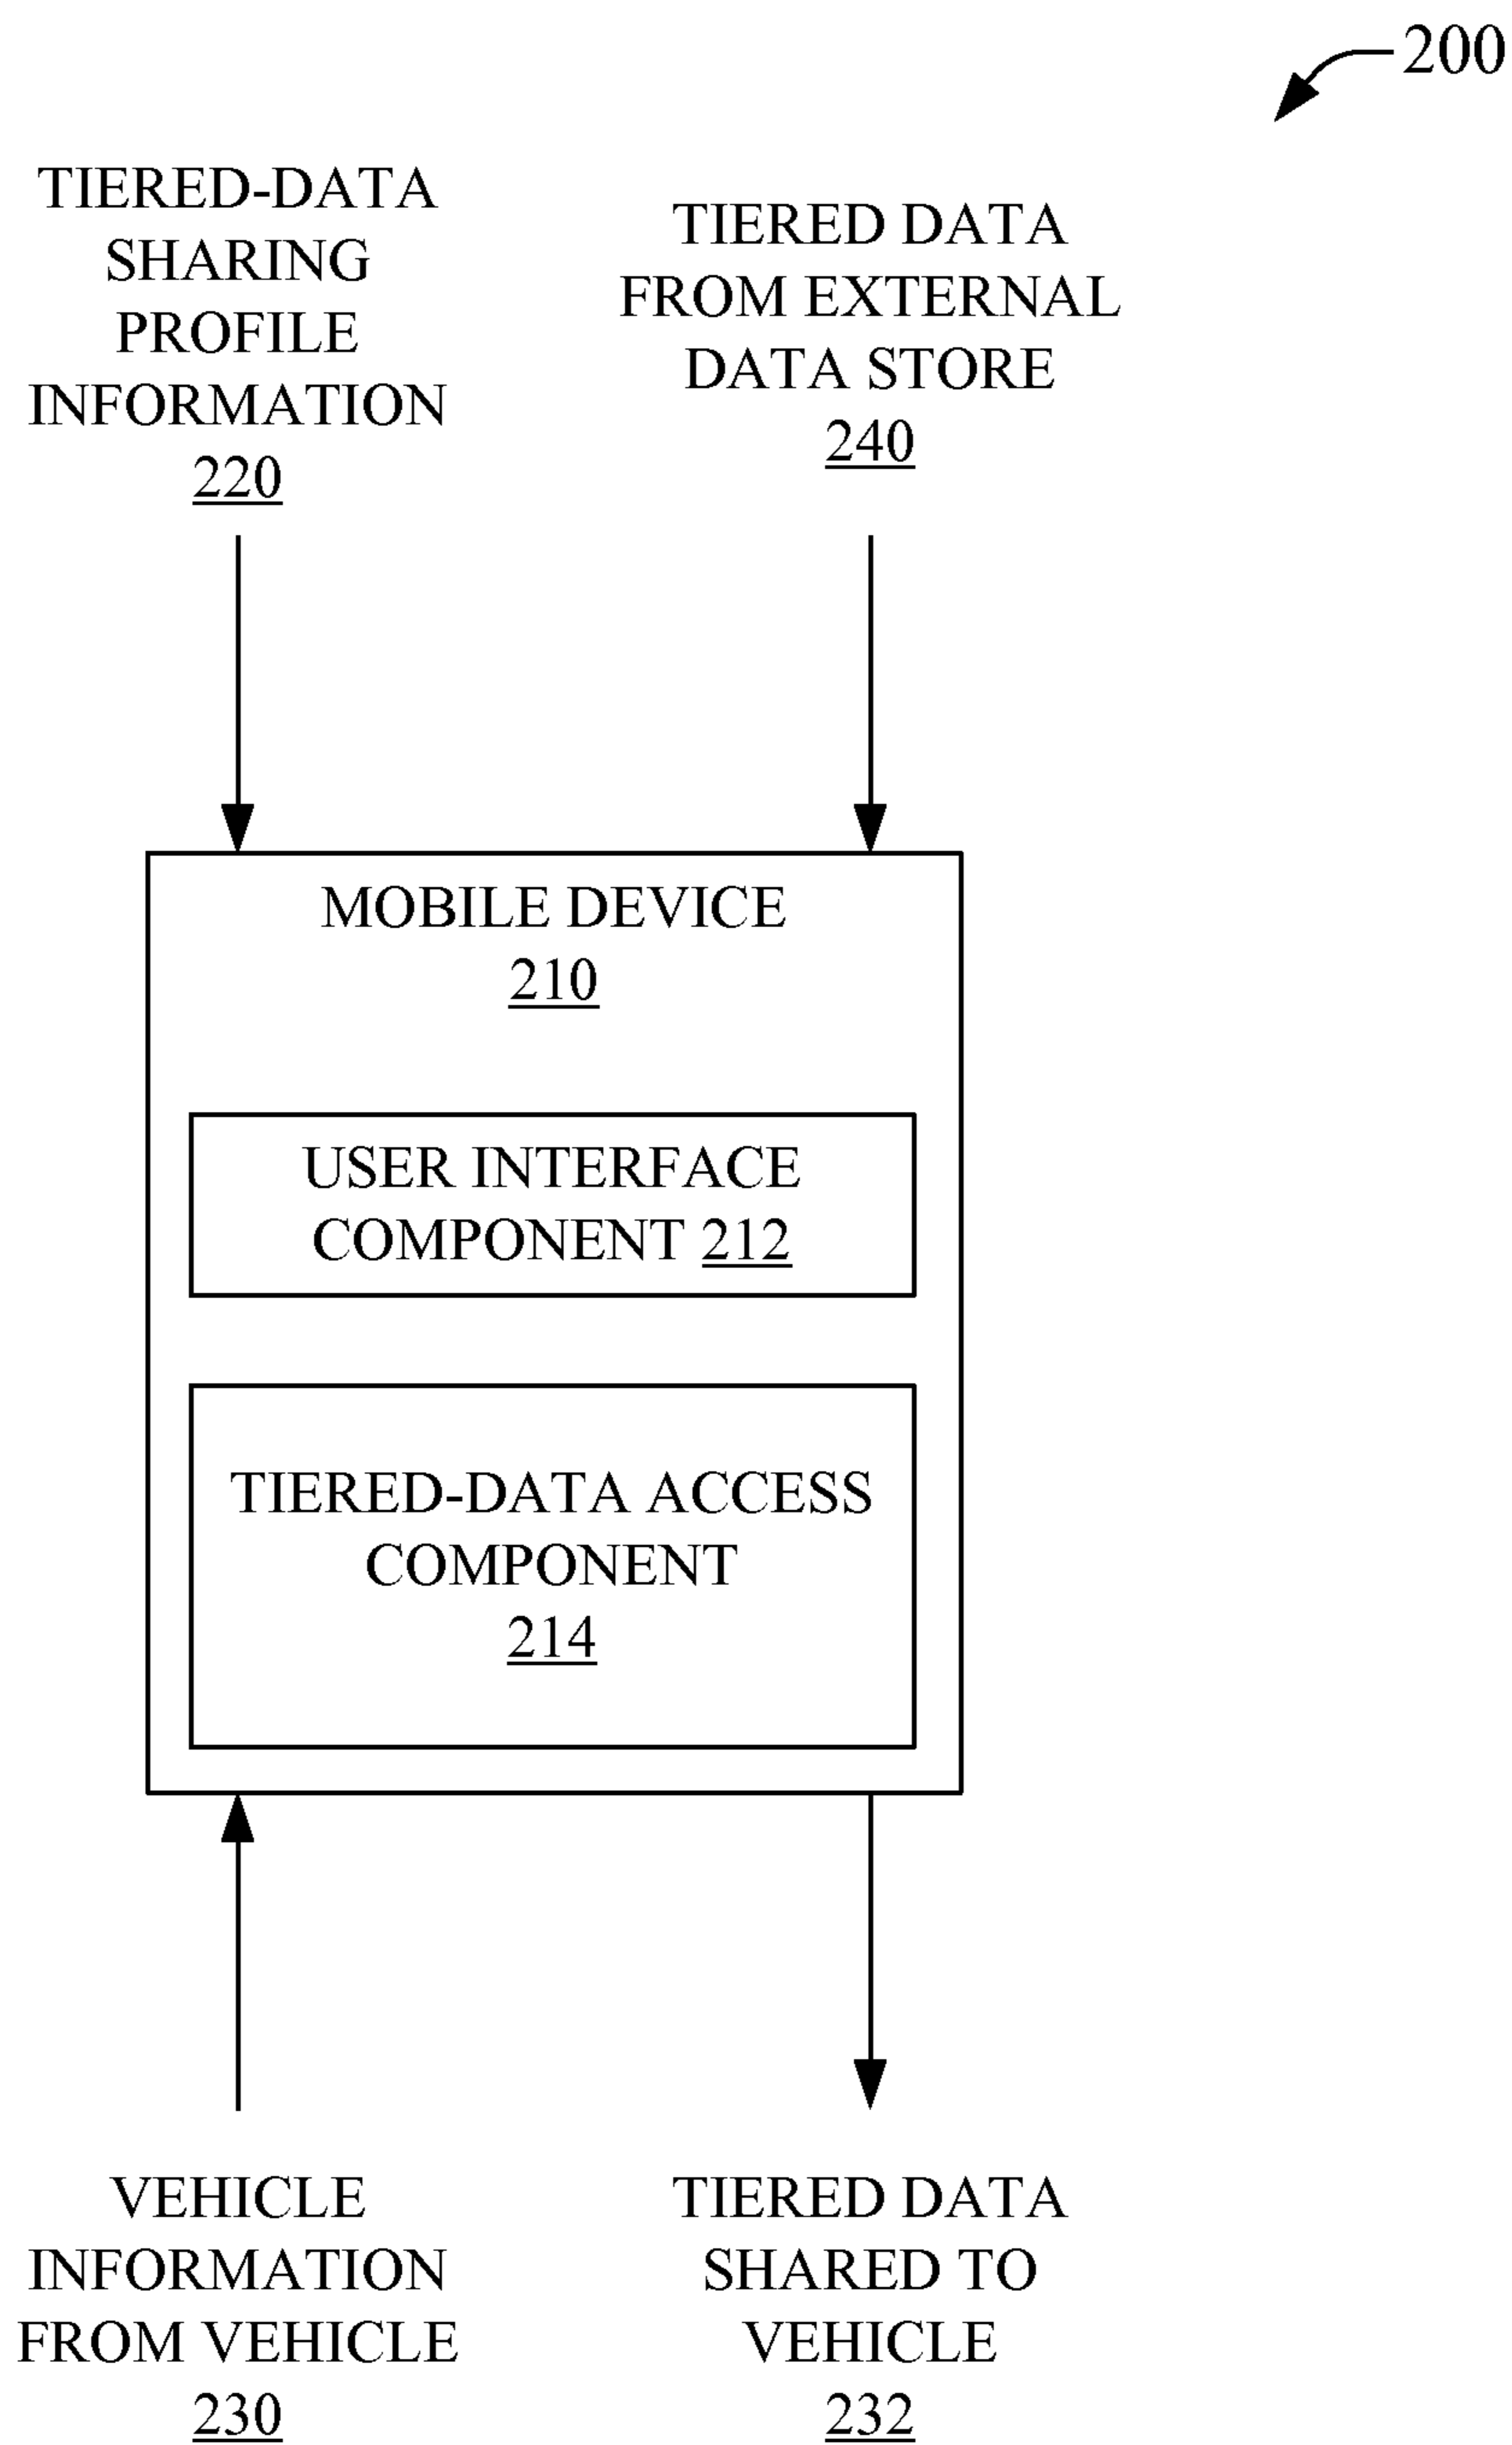 200
TIERED-DATA
SHARING
PROFILE
INFORMATION
220
TIERED DATA
FROM EXTERNAL
DATA STORE
240
MOBILE DEVICE
210
USER INTERFACE
COMPONENT 212
TIERED-DATA ACCESS
COMPONENT
214
VEHICLE
INFORMATION
FROM VEHICLE
230
TIERED DATA
SHARED TO
VEHICLE
232